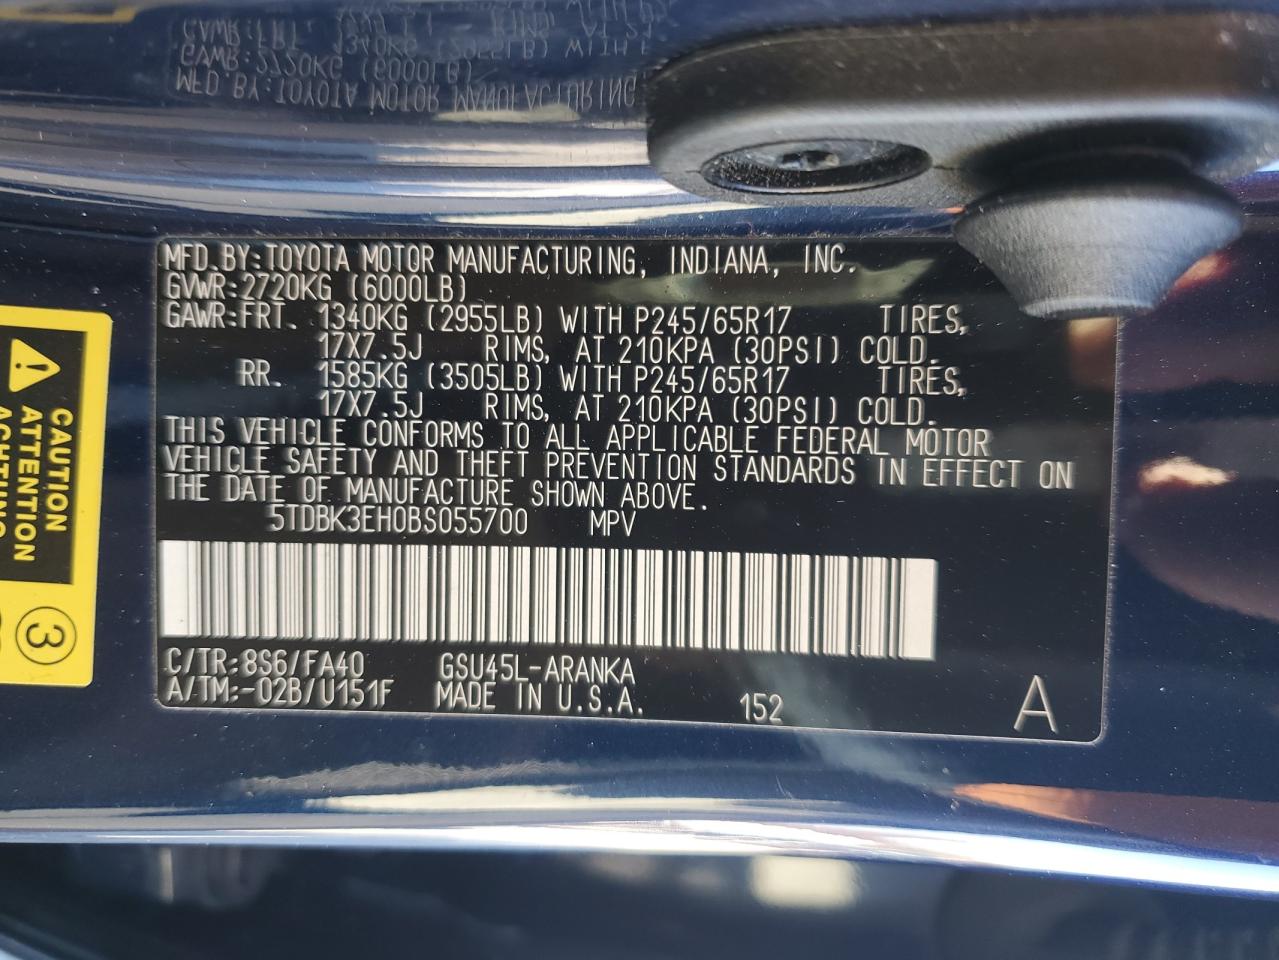 MFD.BY:TOYOTA MOTOR MANUFACTURING, INDIANA, INC.
GVWR:2720KG (6000LB)
GAWR:FRT. 1340KG (2955LB) WITH P245/65R17 TIRES,
17X7.5J RIMS, AT 210KPA (30PSI) COLD.
RR. 1585KG (3505LB) WITH P245/65R17 TIRES,
17X7.5J RIMS, AT 210KPA (30PSI) COLD.
THIS VEHICLE CONFORMS TO ALL APPLICABLE FEDERAL MOTOR
VEHICLE SAFETY AND THEFT PREVENTION STANDARDS IN EFFECT ON
THE DATE OF MANUFACTURE SHOWN ABOVE.
5TDBK3EH0BS055700 MPV
C/TR:8S6/FA40 GSU45L-ARANKA
A/TM:-02B/U151F MADE IN U.S.A. 152 A
CAUTION
ATTENTION
3